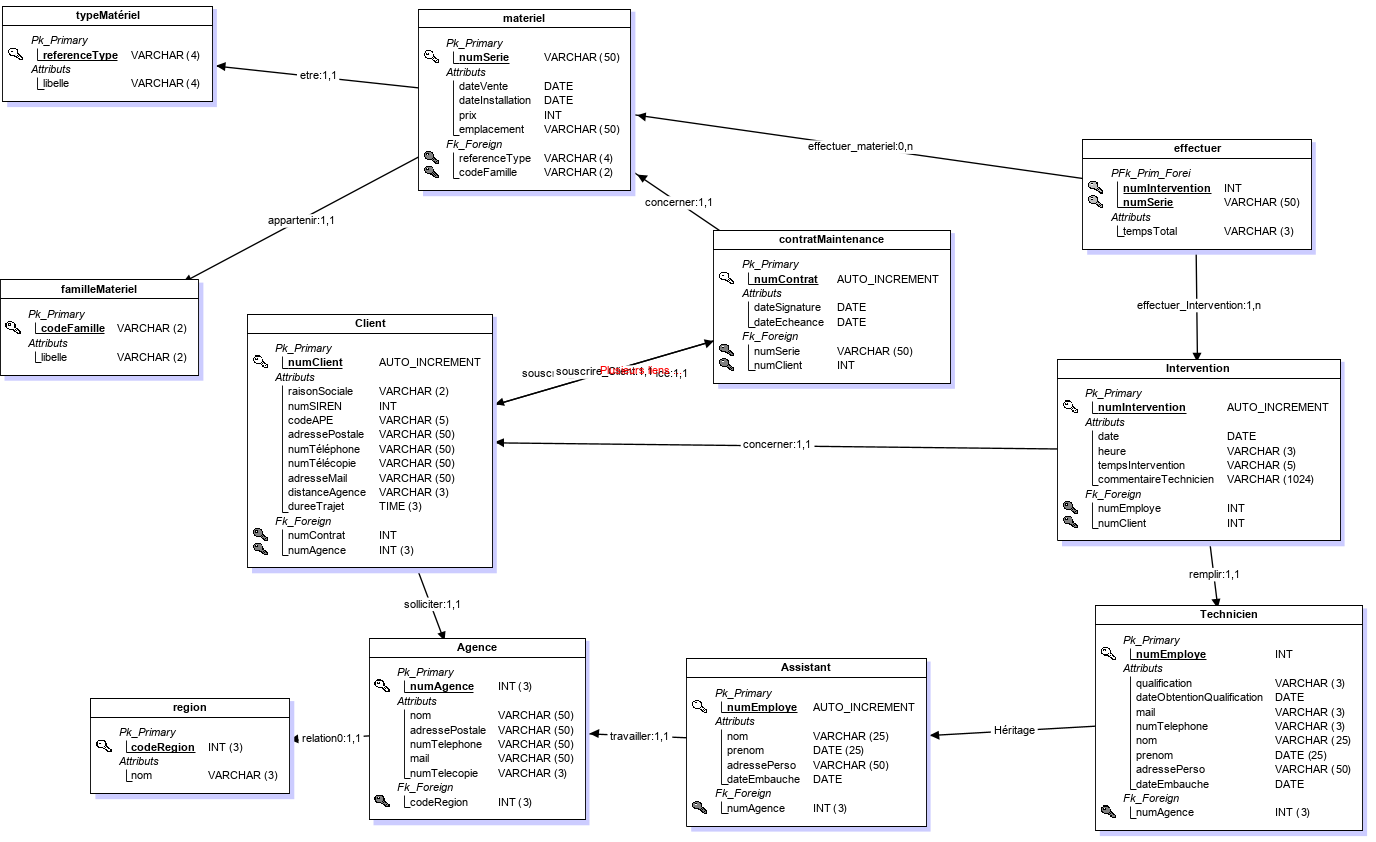 typeMatériel
Pk_Primary
referenceType VARCHAR (4)
Attributs
libelle VARCHAR (4)
materiel
Pk_Primary
numSerie VARCHAR (50)
Attributs
dateVente DATE
dateInstallation DATE
prix INT
emplacement VARCHAR (50)
Fk_Foreign
referenceType VARCHAR (4)
codeFamille VARCHAR (2)
etre:1,1
appartenir:1,1
effectuer_materiel:0,n
concerner:1,1
effectuer
PFk_Prim_Forei
numIntervention INT
numSerie VARCHAR (50)
Attributs
tempsTotal VARCHAR (3)
contratMaintenance
Pk_Primary
numContrat AUTO_INCREMENT
Attributs
dateSignature DATE
dateEcheance DATE
Fk_Foreign
numSerie VARCHAR (50)
numClient INT
familleMateriel
Pk_Primary
codeFamille VARCHAR (2)
Attributs
libelle VARCHAR (2)
effectuer_Intervention:1,n
Client
Pk_Primary
numClient AUTO_INCREMENT
Attributs
raisonSociale VARCHAR (2)
numSIREN INT
codeAPE VARCHAR (5)
adressePostale VARCHAR (50)
numTéléphone VARCHAR (50)
numTélécopie VARCHAR (50)
adresseMail VARCHAR (50)
distanceAgence VARCHAR (3)
dureeTrajet TIME (3)
Fk_Foreign
numContrat INT
numAgence INT (3)
souscrire_Client:1,1
Plusieurs liens
concerner:1,1
Intervention
Pk_Primary
numIntervention AUTO_INCREMENT
Attributs
date DATE
heure VARCHAR (3)
tempsIntervention VARCHAR (5)
commentaireTechnicien VARCHAR (1024)
Fk_Foreign
numEmploye INT
numClient INT
solliciter:1,1
remplir:1,1
Agence
Pk_Primary
numAgence INT (3)
Attributs
nom VARCHAR (50)
adressePostale VARCHAR (50)
numTelephone VARCHAR (50)
mail VARCHAR (50)
numTelecopie VARCHAR (3)
Fk_Foreign
codeRegion INT (3)
region
Pk_Primary
codeRegion INT (3)
Attributs
nom VARCHAR (3)
relation0:1,1
travailler:1,1
Assistant
Pk_Primary
numEmploye AUTO_INCREMENT
Attributs
nom VARCHAR (25)
prenom DATE (25)
adressePerso VARCHAR (50)
dateEmbauche DATE
Fk_Foreign
numAgence INT (3)
Héritage
Technicien
Pk_Primary
numEmploye INT
Attributs
qualification VARCHAR (3)
dateObtentionQualification DATE
mail VARCHAR (3)
numTelephone VARCHAR (3)
nom VARCHAR (25)
prenom DATE (25)
adressePerso VARCHAR (50)
dateEmbauche DATE
Fk_Foreign
numAgence INT (3)